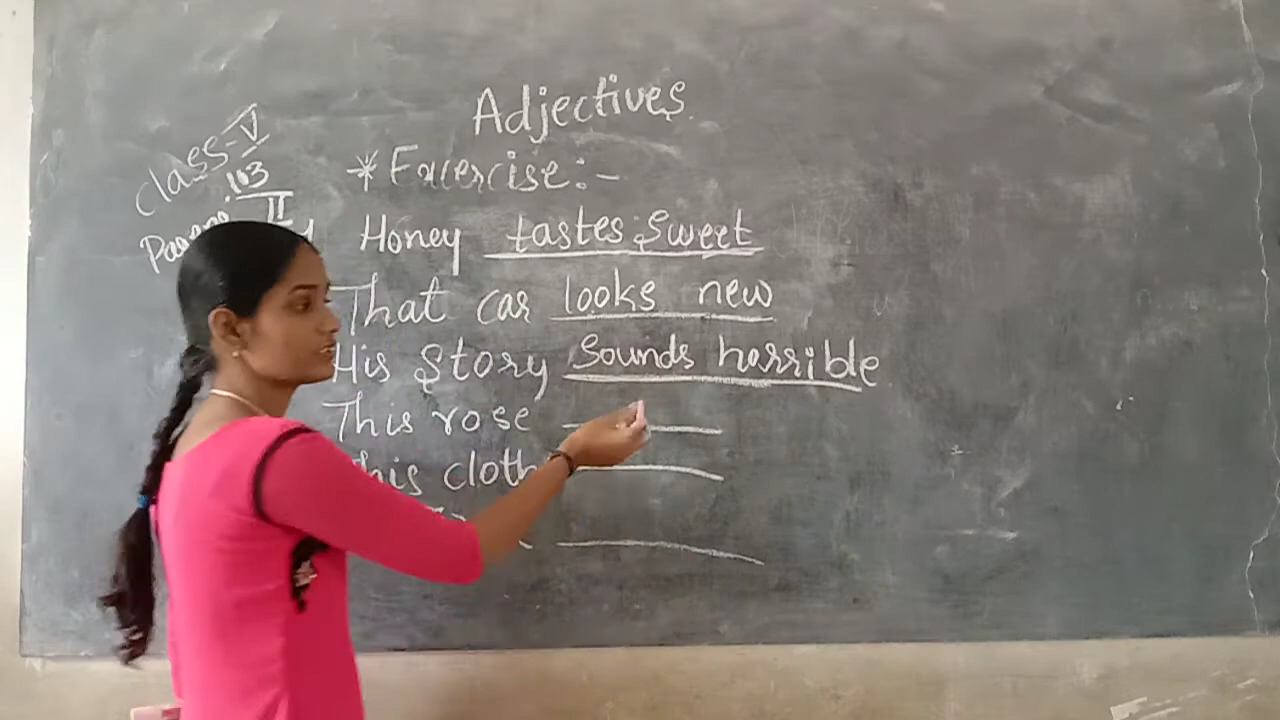 Adjectives
Class-V
103
* Exercise:-
II
Honey tastes sweet
That car looks new
His story sounds horrible
This rose
This cloth